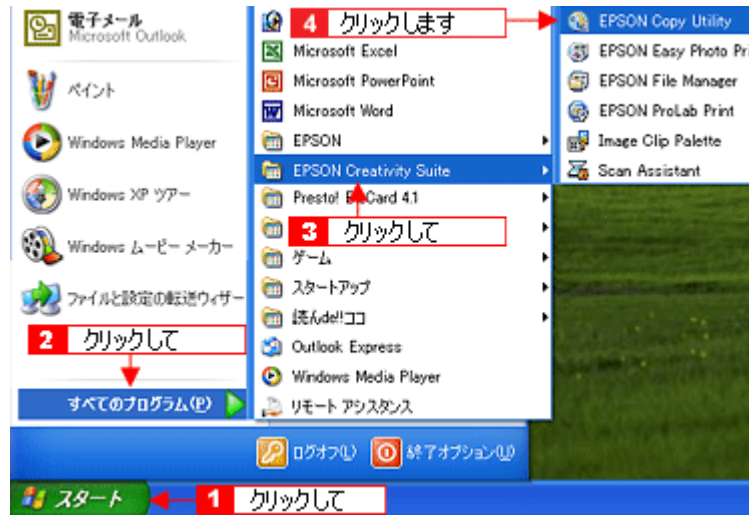 電子メール
Microsoft Outlook
ペイント
Windows Media Player
Windows XP ツアー
Windows ムービー メーカー
ファイルと設定の転送ウィザー
2 クリックして
すべてのプログラム(P)
4 クリックします
Microsoft Excel
Microsoft PowerPoint
Microsoft Word
EPSON
EPSON Creativity Suite
Presto! BizCard 4.1
3 クリックして
ゲーム
スタートアップ
読んde!!ココ
Outlook Express
Windows Media Player
リモート アシスタンス
EPSON Copy Utility
EPSON Easy Photo Pri
EPSON File Manager
EPSON ProLab Print
Image Clip Palette
Scan Assistant
ログオフ(L)
終了オプション(U)
スタート
1 クリックして